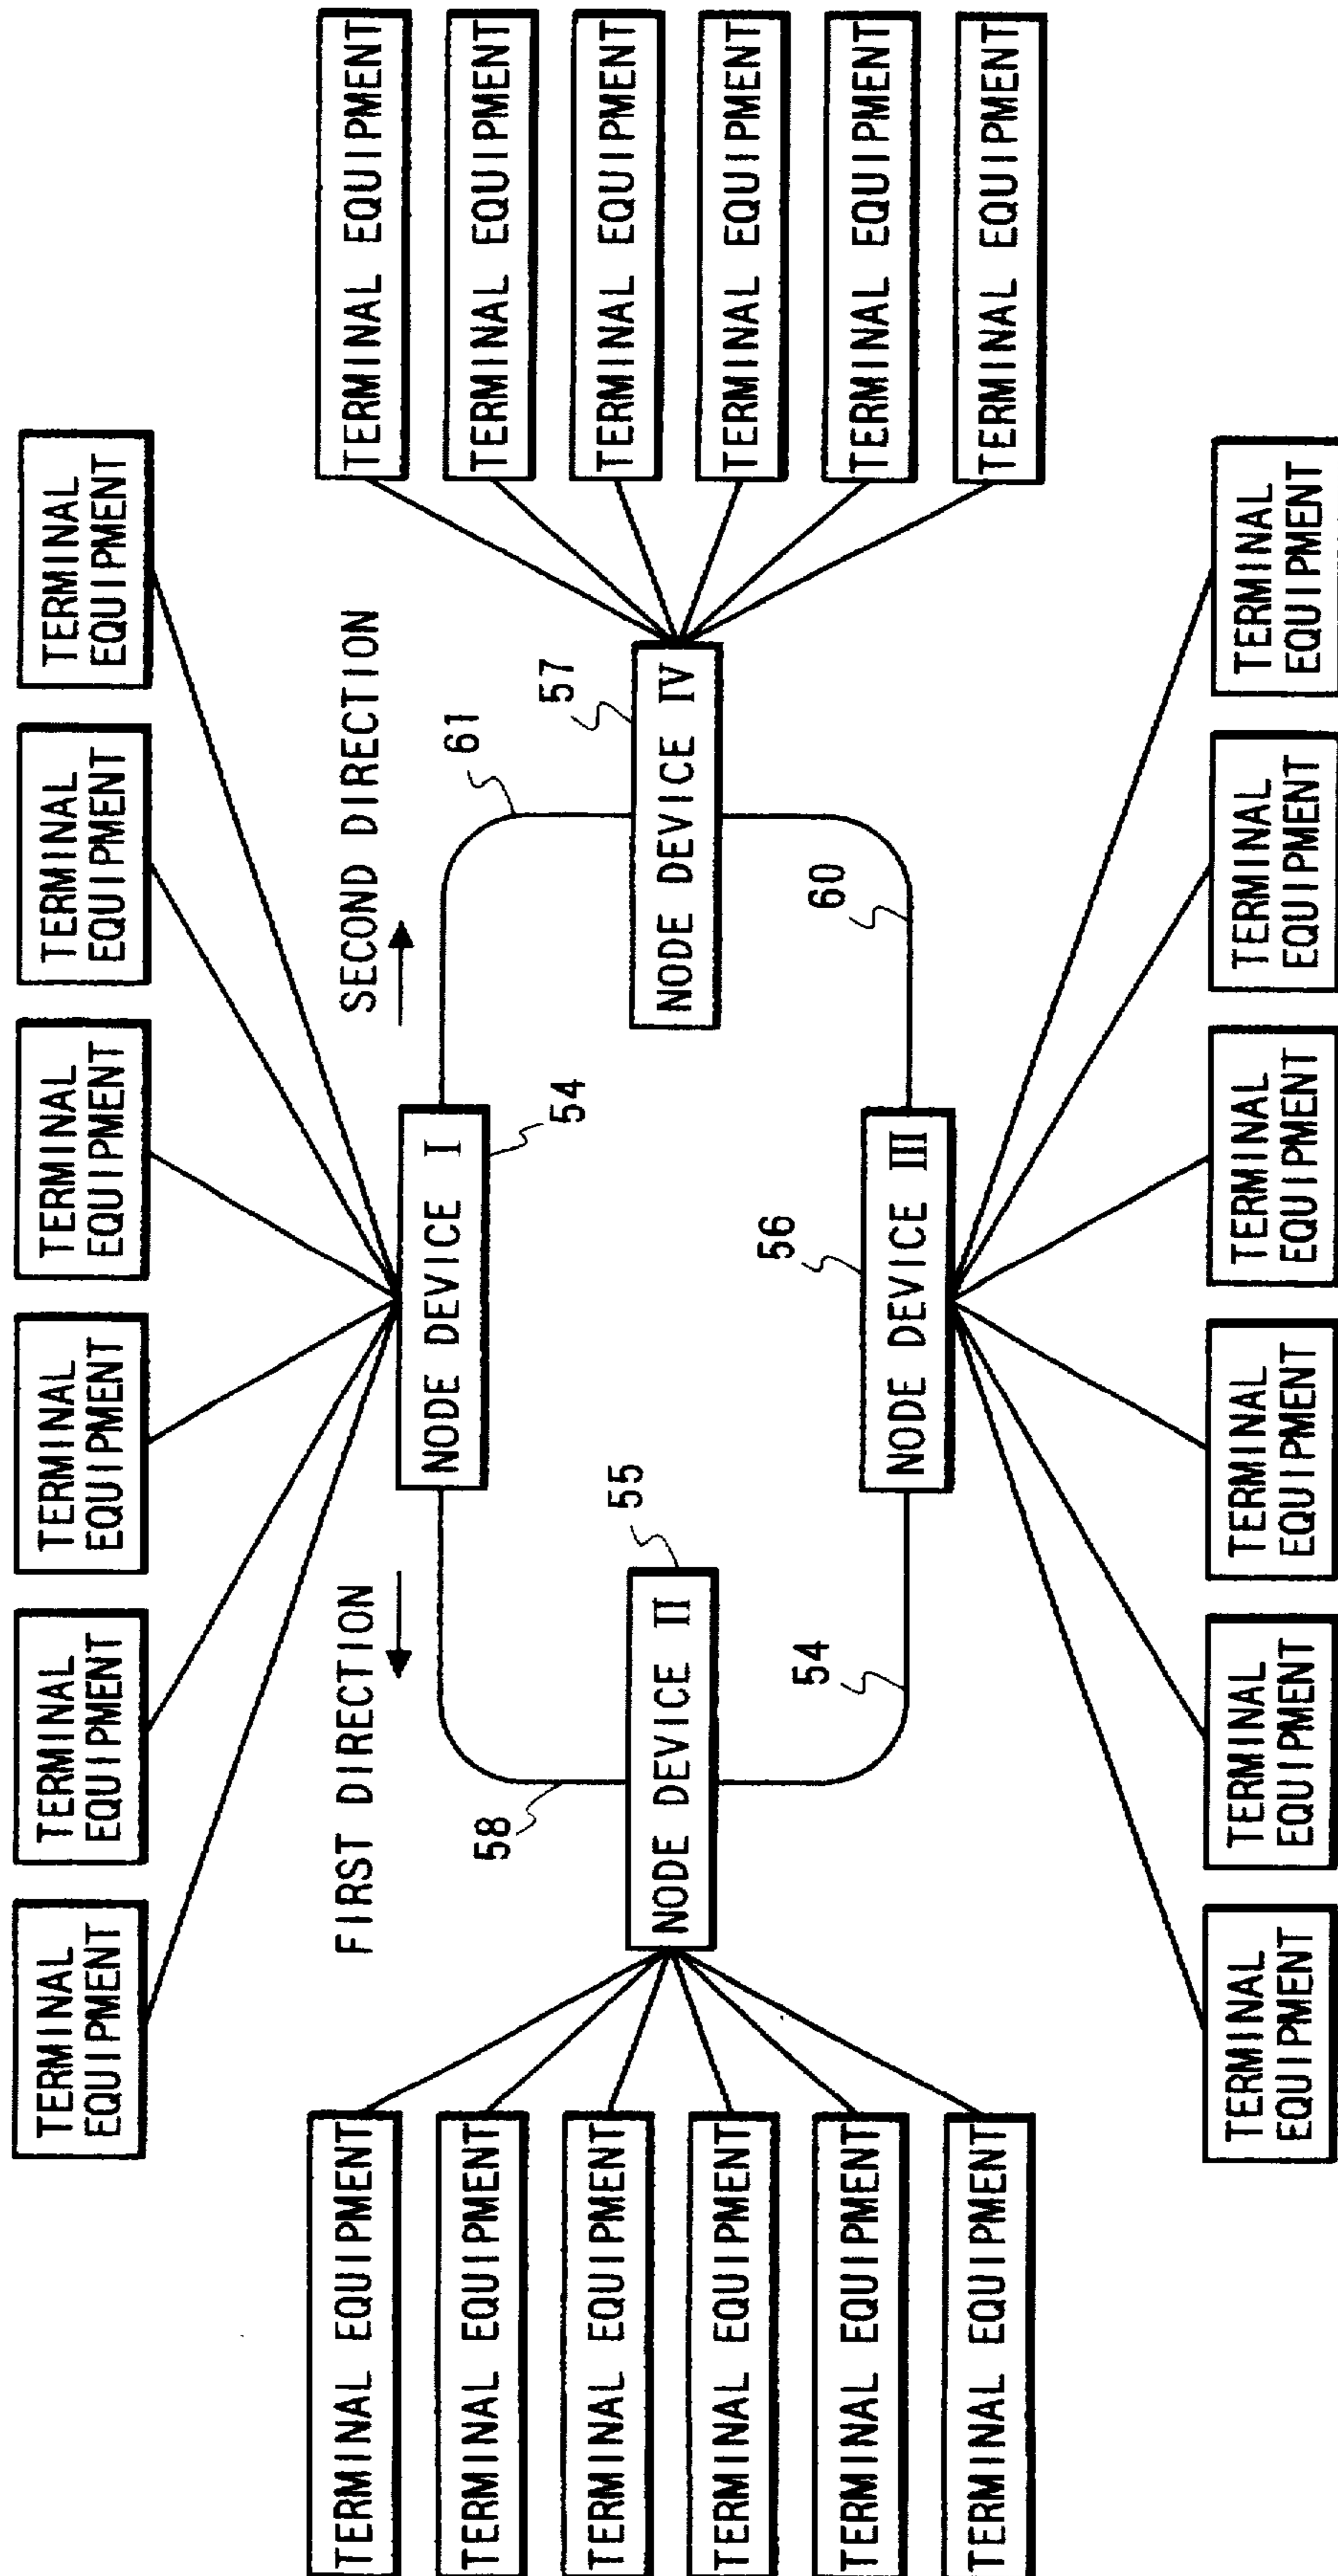 TERMINAL
EQUIPMENT
TERMINAL
EQUIPMENT
TERMINAL
EQUIPMENT
TERMINAL
EQUIPMENT
TERMINAL
EQUIPMENT
TERMINAL
EQUIPMENT
FIRST DIRECTION
SECOND DIRECTION
TERMINAL EQUIPMENT
TERMINAL EQUIPMENT
TERMINAL EQUIPMENT
TERMINAL EQUIPMENT
TERMINAL EQUIPMENT
TERMINAL EQUIPMENT
NODE DEVICE I
54
58
61
55
57
NODE DEVICE II
NODE DEVICE IV
54
56
60
NODE DEVICE III
TERMINAL EQUIPMENT
TERMINAL EQUIPMENT
TERMINAL EQUIPMENT
TERMINAL EQUIPMENT
TERMINAL EQUIPMENT
TERMINAL EQUIPMENT
TERMINAL
EQUIPMENT
TERMINAL
EQUIPMENT
TERMINAL
EQUIPMENT
TERMINAL
EQUIPMENT
TERMINAL
EQUIPMENT
TERMINAL
EQUIPMENT